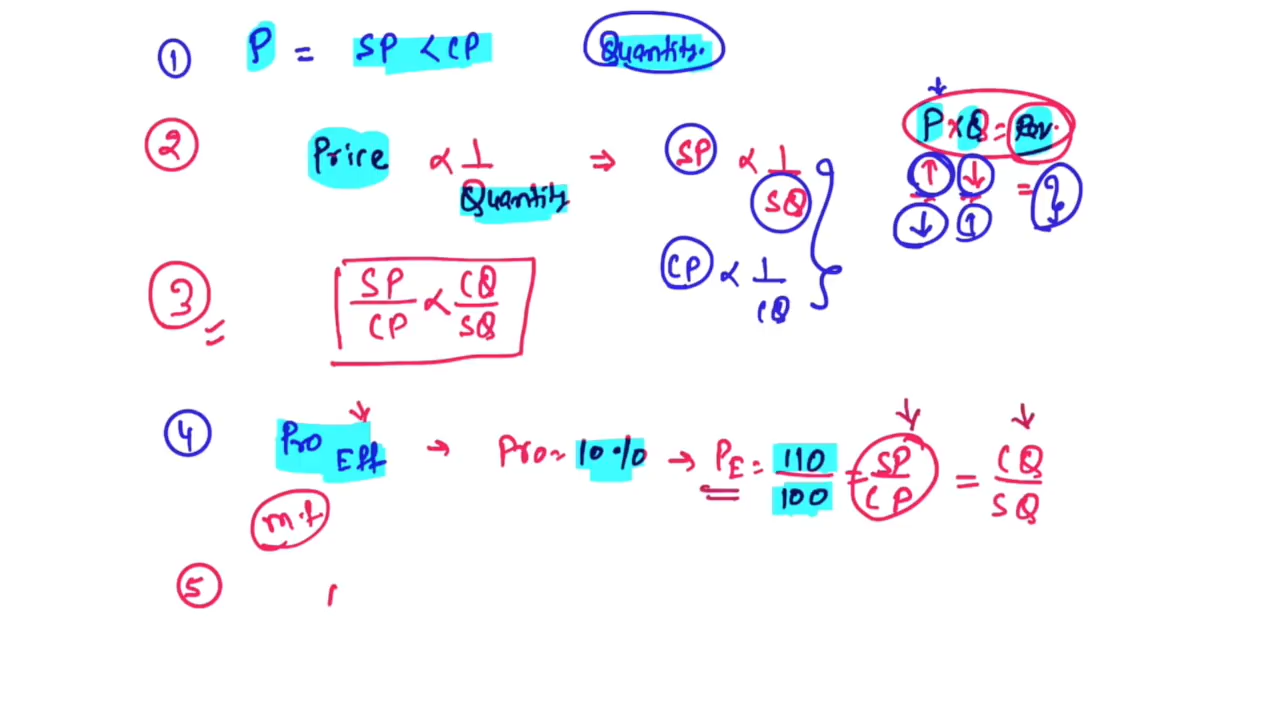 ① P = SP < CP Quantity.
↓
P × Q = Rev.
↑ ↓ = ?
↓ ↑
② Price ∝ 1/Quantity ⇒ SP ∝ 1/SQ
CP ∝ 1/CQ
③ SP/CP ∝ CQ/SQ
④ Pro Eff → Pro = 10% → PE = 110/100 = SP/CP = CQ/SQ
m.f
⑤